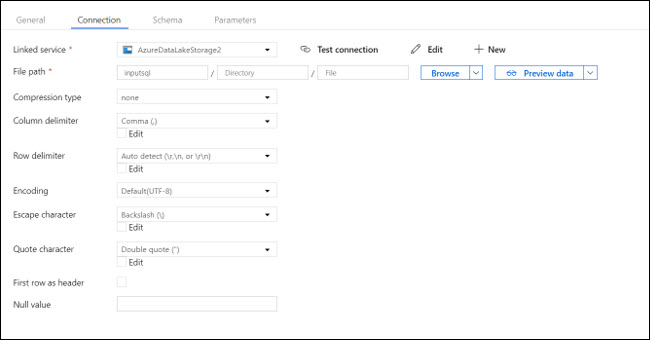 General Connection Schema Parameters
Linked service * AzureDataLakeStorage2 Test connection Edit New
File path * inputsql / Directory / File Browse Preview data
Compression type none
Column delimiter Comma (,)
Edit
Row delimiter Auto detect (\r,\n, or \r\n)
Edit
Encoding Default(UTF-8)
Escape character Backslash (\)
Edit
Quote character Double quote (")
Edit
First row as header
Null value